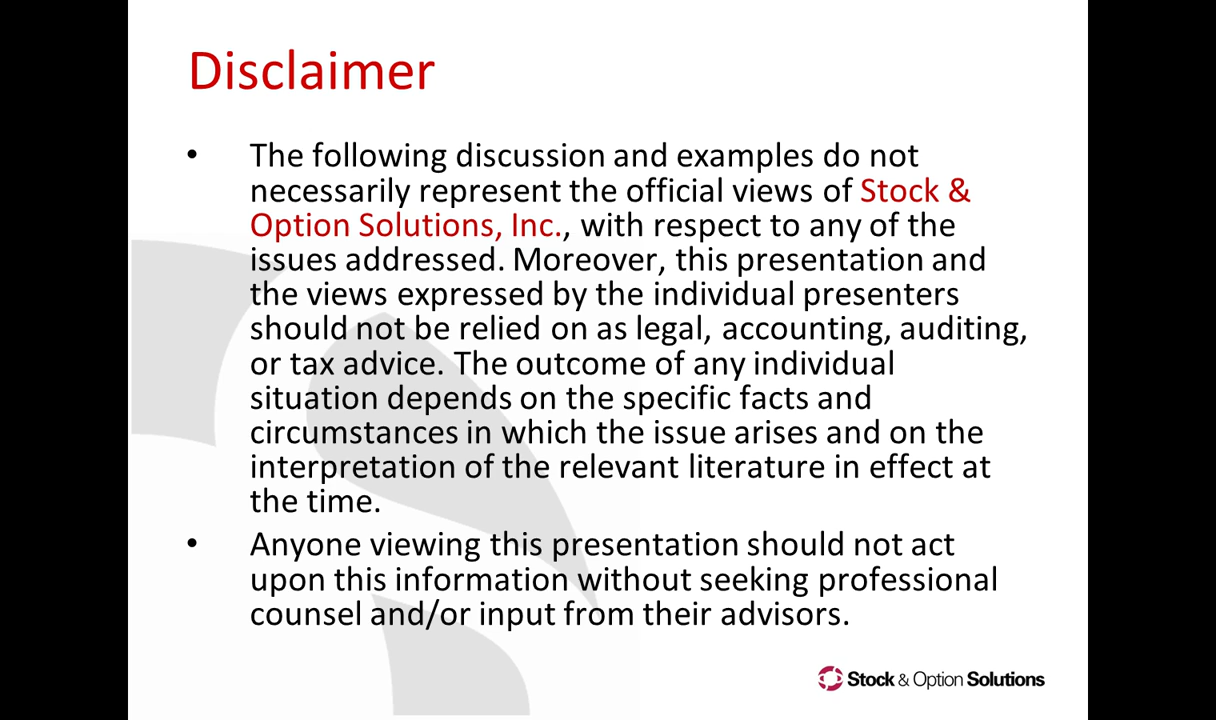 Disclaimer
• The following discussion and examples do not
necessarily represent the official views of Stock &
Option Solutions, Inc., with respect to any of the
issues addressed. Moreover, this presentation and
the views expressed by the individual presenters
should not be relied on as legal, accounting, auditing,
or tax advice. The outcome of any individual
situation depends on the specific facts and
circumstances in which the issue arises and on the
interpretation of the relevant literature in effect at
the time.
• Anyone viewing this presentation should not act
upon this information without seeking professional
counsel and/or input from their advisors.
Stock & Option Solutions